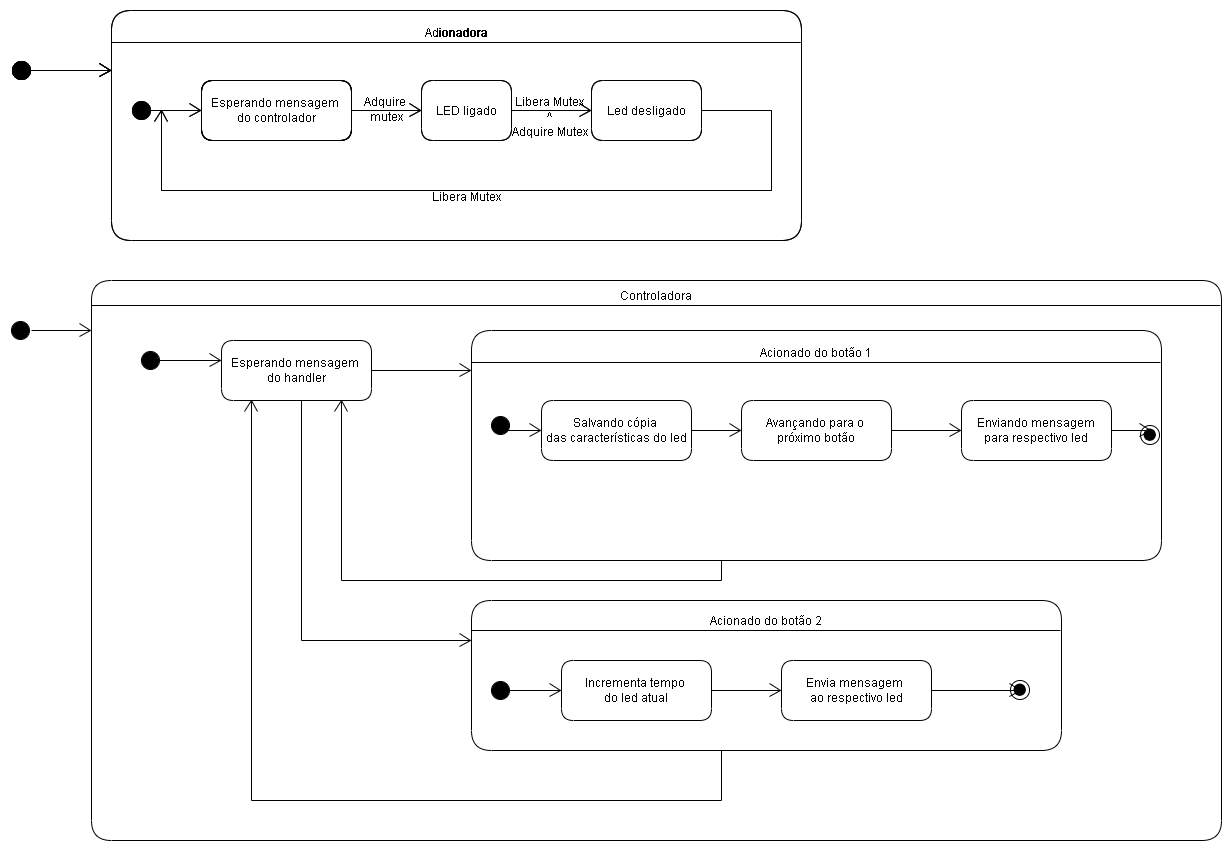 Adionadora
Esperando mensagem
do controlador
Adquire
mutex
LED ligado
Libera Mutex
^
Adquire Mutex
Led desligado
Libera Mutex
Controladora
Esperando mensagem
do handler
Acionado do botão 1
Salvando cópia
das características do led
Avançando para o
próximo botão
Enviando mensagem
para respectivo led
Acionado do botão 2
Incrementa tempo
do led atual
Envia mensagem
ao respectivo led